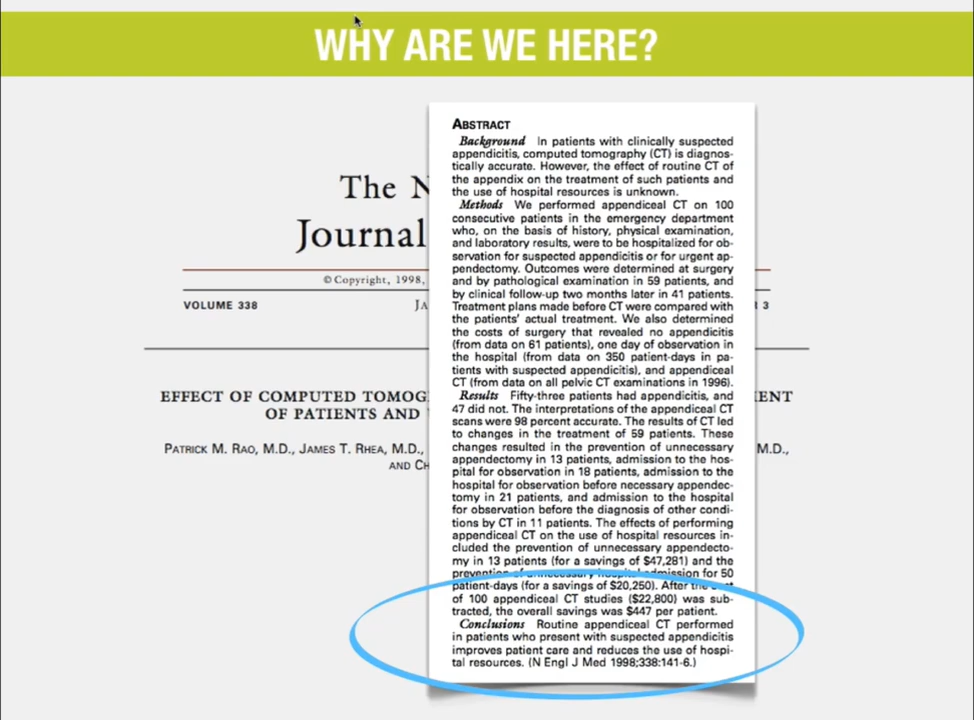 WHY ARE WE HERE?
The N
Journal
© Copyright, 1998,
VOLUME 338
JA
3
EFFECT OF COMPUTED TOMOG
MENT
OF PATIENTS AND
PATRICK M. RAO, M.D., JAMES T. RHEA, M.D.,
M.D.,
AND CH
ABSTRACT
Background In patients with clinically suspected
appendicitis, computed tomography (CT) is diagnos-
tically accurate. However, the effect of routine CT of
the appendix on the treatment of such patients and
the use of hospital resources is unknown.
Methods We performed appendiceal CT on 100
consecutive patients in the emergency department
who, on the basis of history, physical examination,
and laboratory results, were to be hospitalized for ob-
servation for suspected appendicitis or for urgent ap-
pendectomy. Outcomes were determined at surgery
and by pathological examination in 59 patients, and
by clinical follow-up two months later in 41 patients.
Treatment plans made before CT were compared with
the patients' actual treatment. We also determined
the costs of surgery that revealed no appendicitis
(from data on 61 patients), one day of observation in
the hospital (from data on 350 patient-days in pa-
tients with suspected appendicitis), and appendiceal
CT (from data on all pelvic CT examinations in 1996).
Results Fifty-three patients had appendicitis, and
47 did not. The interpretations of the appendiceal CT
scans were 98 percent accurate. The results of CT led
to changes in the treatment of 59 patients. These
changes resulted in the prevention of unnecessary
appendectomy in 13 patients, admission to the hos-
pital for observation in 18 patients, admission to the
hospital for observation before necessary appendec-
tomy in 21 patients, and admission to the hospital
for observation before the diagnosis of other condi-
tions by CT in 11 patients. The effects of performing
appendiceal CT on the use of hospital resources in-
cluded the prevention of unnecessary appendecto-
my in 13 patients (for a savings of $47,281) and the
prevention of unnecessary hospital admission for 50
patient-days (for a savings of $20,250). After the cost
of 100 appendiceal CT studies ($22,800) was sub-
tracted, the overall savings was $447 per patient.
Conclusions Routine appendiceal CT performed
in patients who present with suspected appendicitis
improves patient care and reduces the use of hospi-
tal resources. (N Engl J Med 1998;338:141-6.)